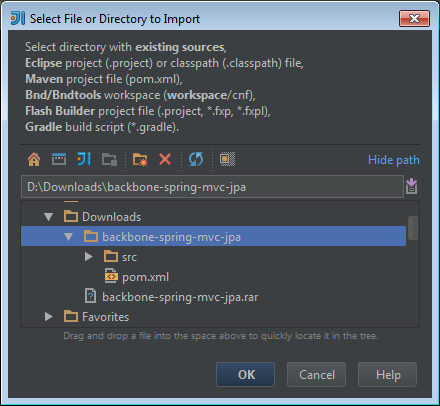 Select File or Directory to Import
Select directory with existing sources,
Eclipse project (.project) or classpath (.classpath) file,
Maven project file (pom.xml),
Bnd/Bndtools workspace (workspace/cnf),
Flash Builder project file (.project, *.fxp, *.fxpl),
Gradle build script (*.gradle).
Hide path
D:\Downloads\backbone-spring-mvc-jpa
Downloads
backbone-spring-mvc-jpa
src
pom.xml
backbone-spring-mvc-jpa.rar
Favorites
Drag and drop a file into the space above to quickly locate it in the tree.
OK Cancel Help